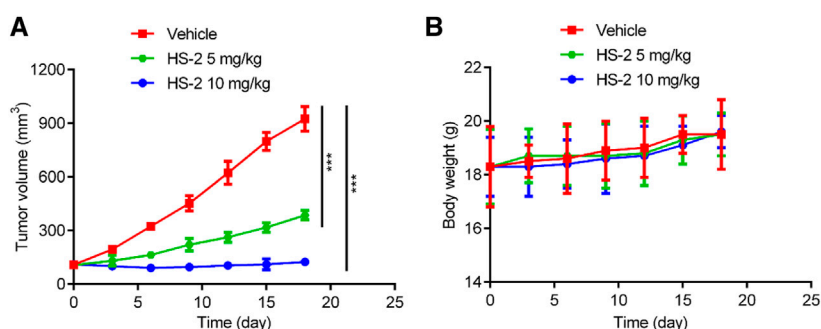 A
Vehicle
HS-2 5 mg/kg
HS-2 10 mg/kg
Tumor volume (mm³)
1200
900
600
300
0
0 5 10 15 20 25
Time (day)
***
***
B
Vehicle
HS-2 5 mg/kg
HS-2 10 mg/kg
Body weight (g)
22
20
18
16
14
0 5 10 15 20 25
Time (day)